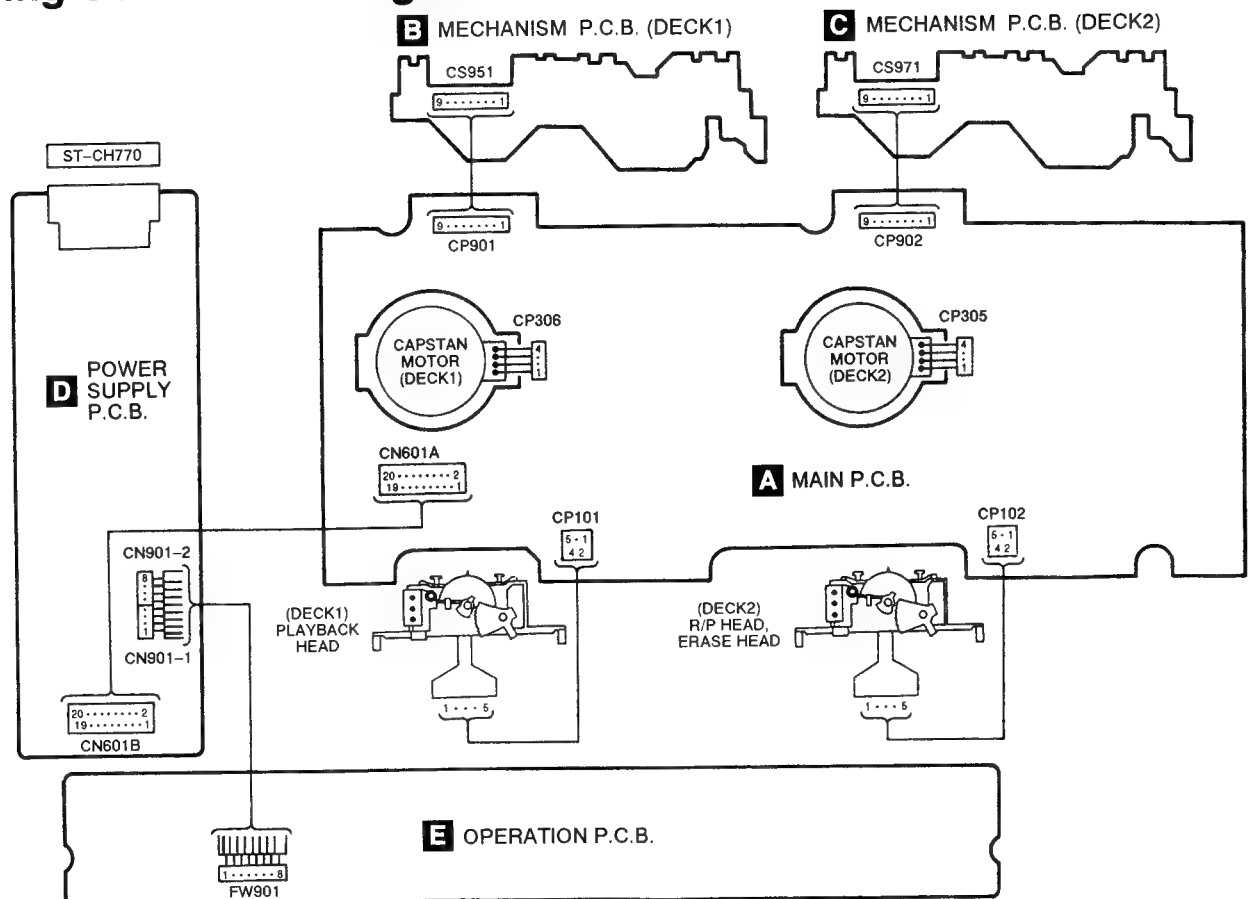 B MECHANISM P.C.B. (DECK1)
C MECHANISM P.C.B. (DECK2)
CS951
9 · · · · · · · 1
CS971
9 · · · · · · · 1
ST-CH770
9 · · · · · · · 1
CP901
9 · · · · · · · 1
CP902
CP306
CAPSTAN
MOTOR
(DECK1)
4
1
CP305
CAPSTAN
MOTOR
(DECK2)
4
1
D POWER
SUPPLY
P.C.B.
CN601A
20 · · · · · · · · 2
19 · · · · · · · · 1
A MAIN P.C.B.
CP101
5 - 1
4 2
CP102
5 - 1
4 2
CN901-2
8
1
CN901-1
(DECK1)
PLAYBACK
HEAD
(DECK2)
R/P HEAD,
ERASE HEAD
1 · · · 5
1 · · · 5
20 · · · · · · · · 2
19 · · · · · · · · 1
CN601B
E OPERATION P.C.B.
1 · · · · · · 8
FW901